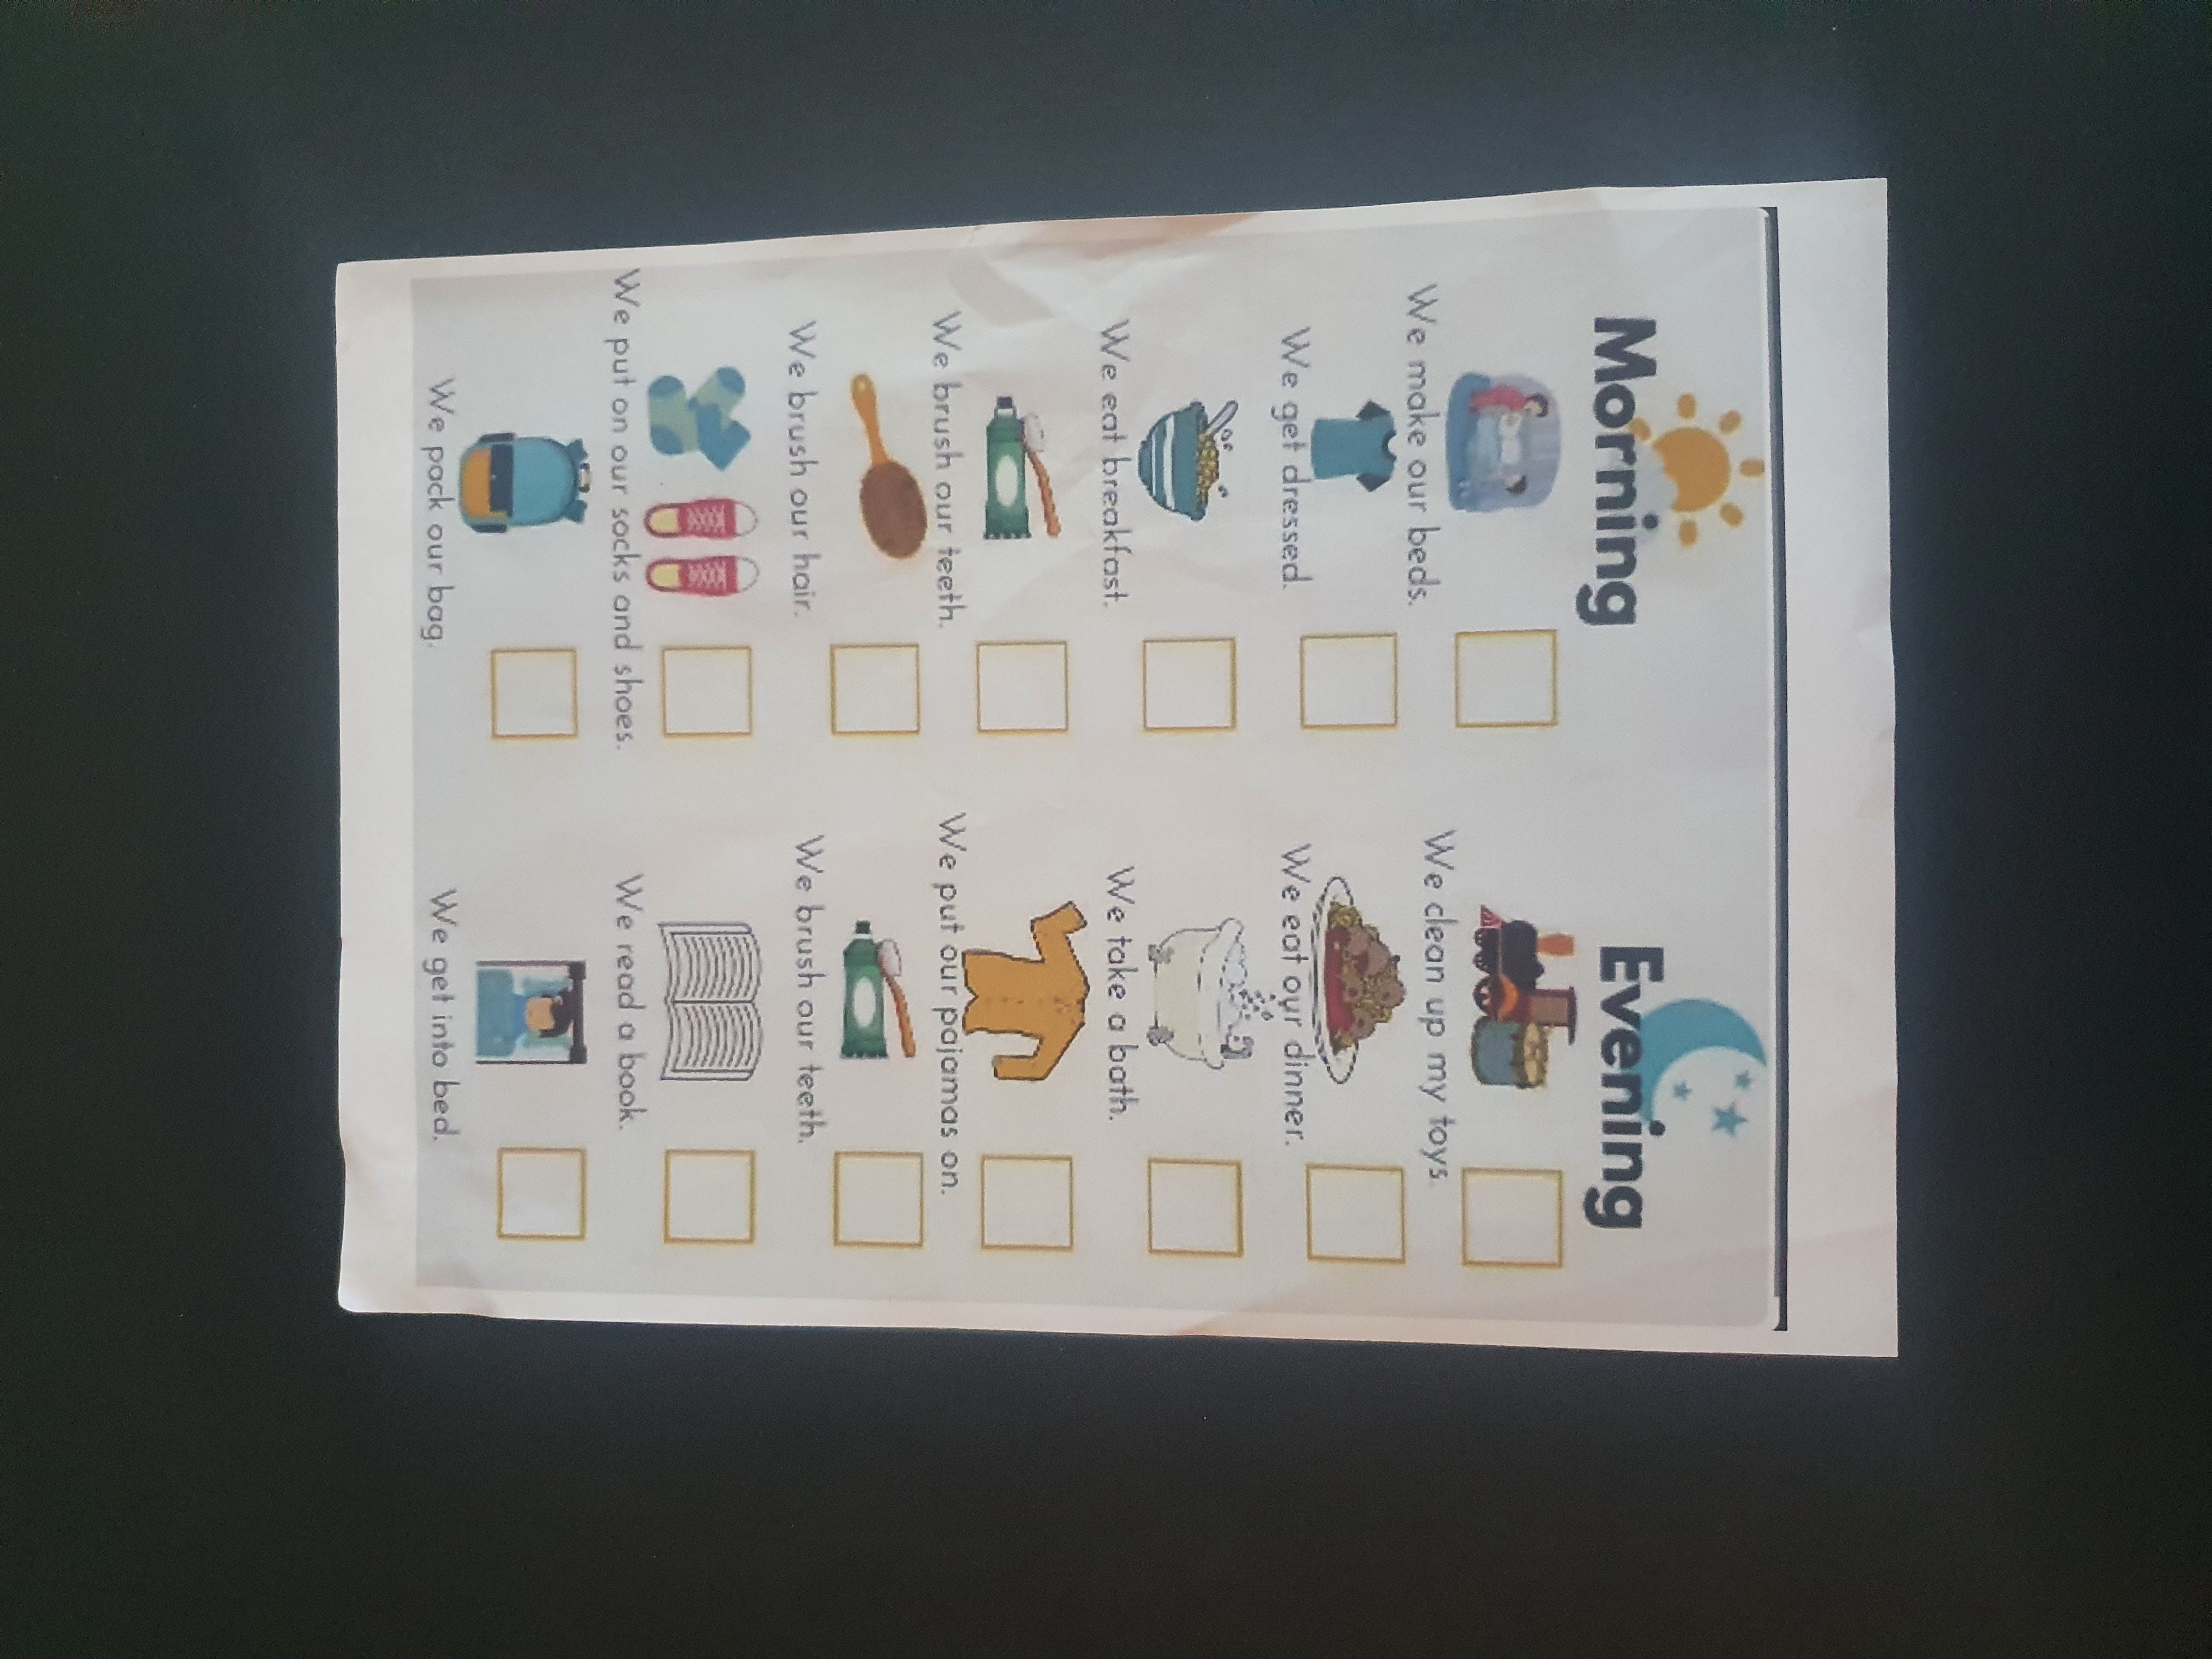 Morning
We make our beds.
We get dressed.
We eat breakfast.
We brush our teeth.
We brush our hair.
We put on our socks and shoes.
We pack our bag.
Evening
We clean up my toys
We eat our dinner.
We take a bath.
We put our pajamas on.
We brush our teeth.
We read a book.
We get into bed.